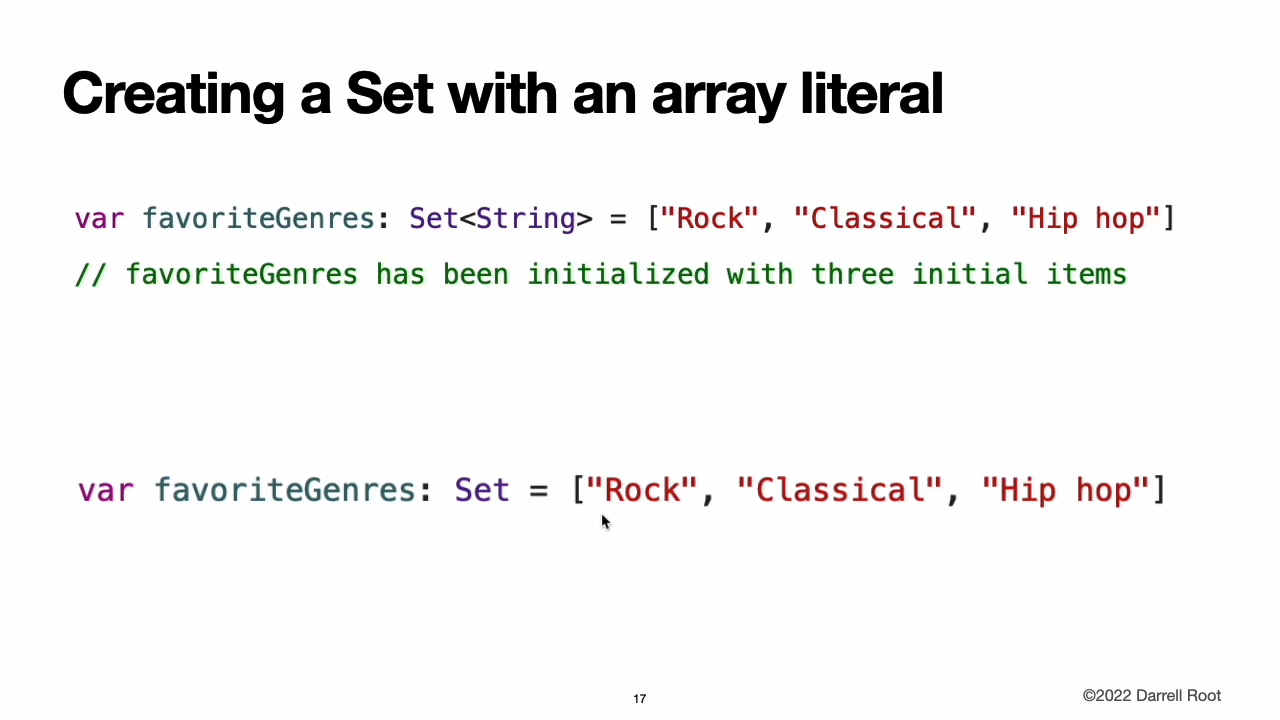 Creating a Set with an array literal
var favoriteGenres: Set<String> = ["Rock", "Classical", "Hip hop"]
// favoriteGenres has been initialized with three initial items
var favoriteGenres: Set = ["Rock", "Classical", "Hip hop"]
17
©2022 Darrell Root